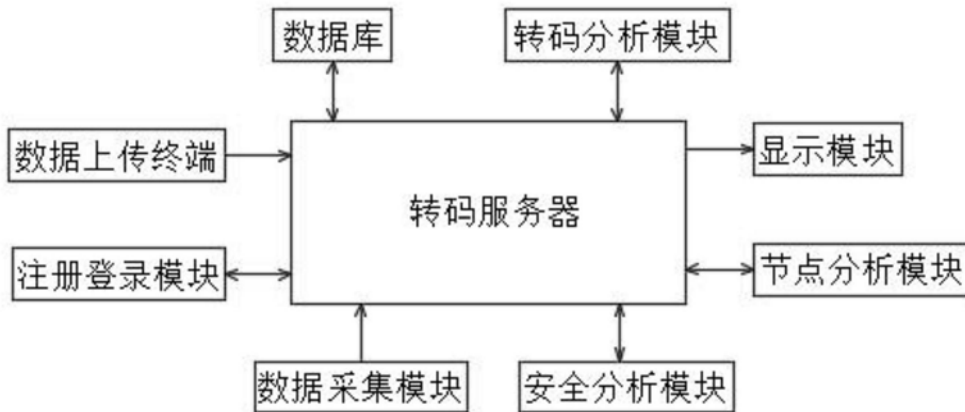 数据库
转码分析模块
数据上传终端
显示模块
转码服务器
注册登录模块
节点分析模块
数据采集模块
安全分析模块